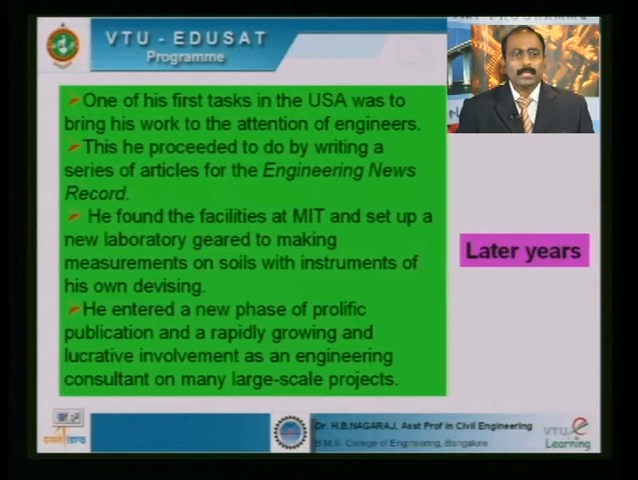 VTU - EDUSAT
Programme
One of his first tasks in the USA was to
bring his work to the attention of engineers.
This he proceeded to do by writing a
series of articles for the Engineering News
Record.
He found the facilities at MIT and set up a
new laboratory geared to making
measurements on soils with instruments of
his own devising.
He entered a new phase of prolific
publication and a rapidly growing and
lucrative involvement as an engineering
consultant on many large-scale projects.
Later years
Dr. H.B.NAGARAJ, Asst Prof in Civil Engineering
B.M.S. College of Engineering, Bangalore
VTU e
Learning